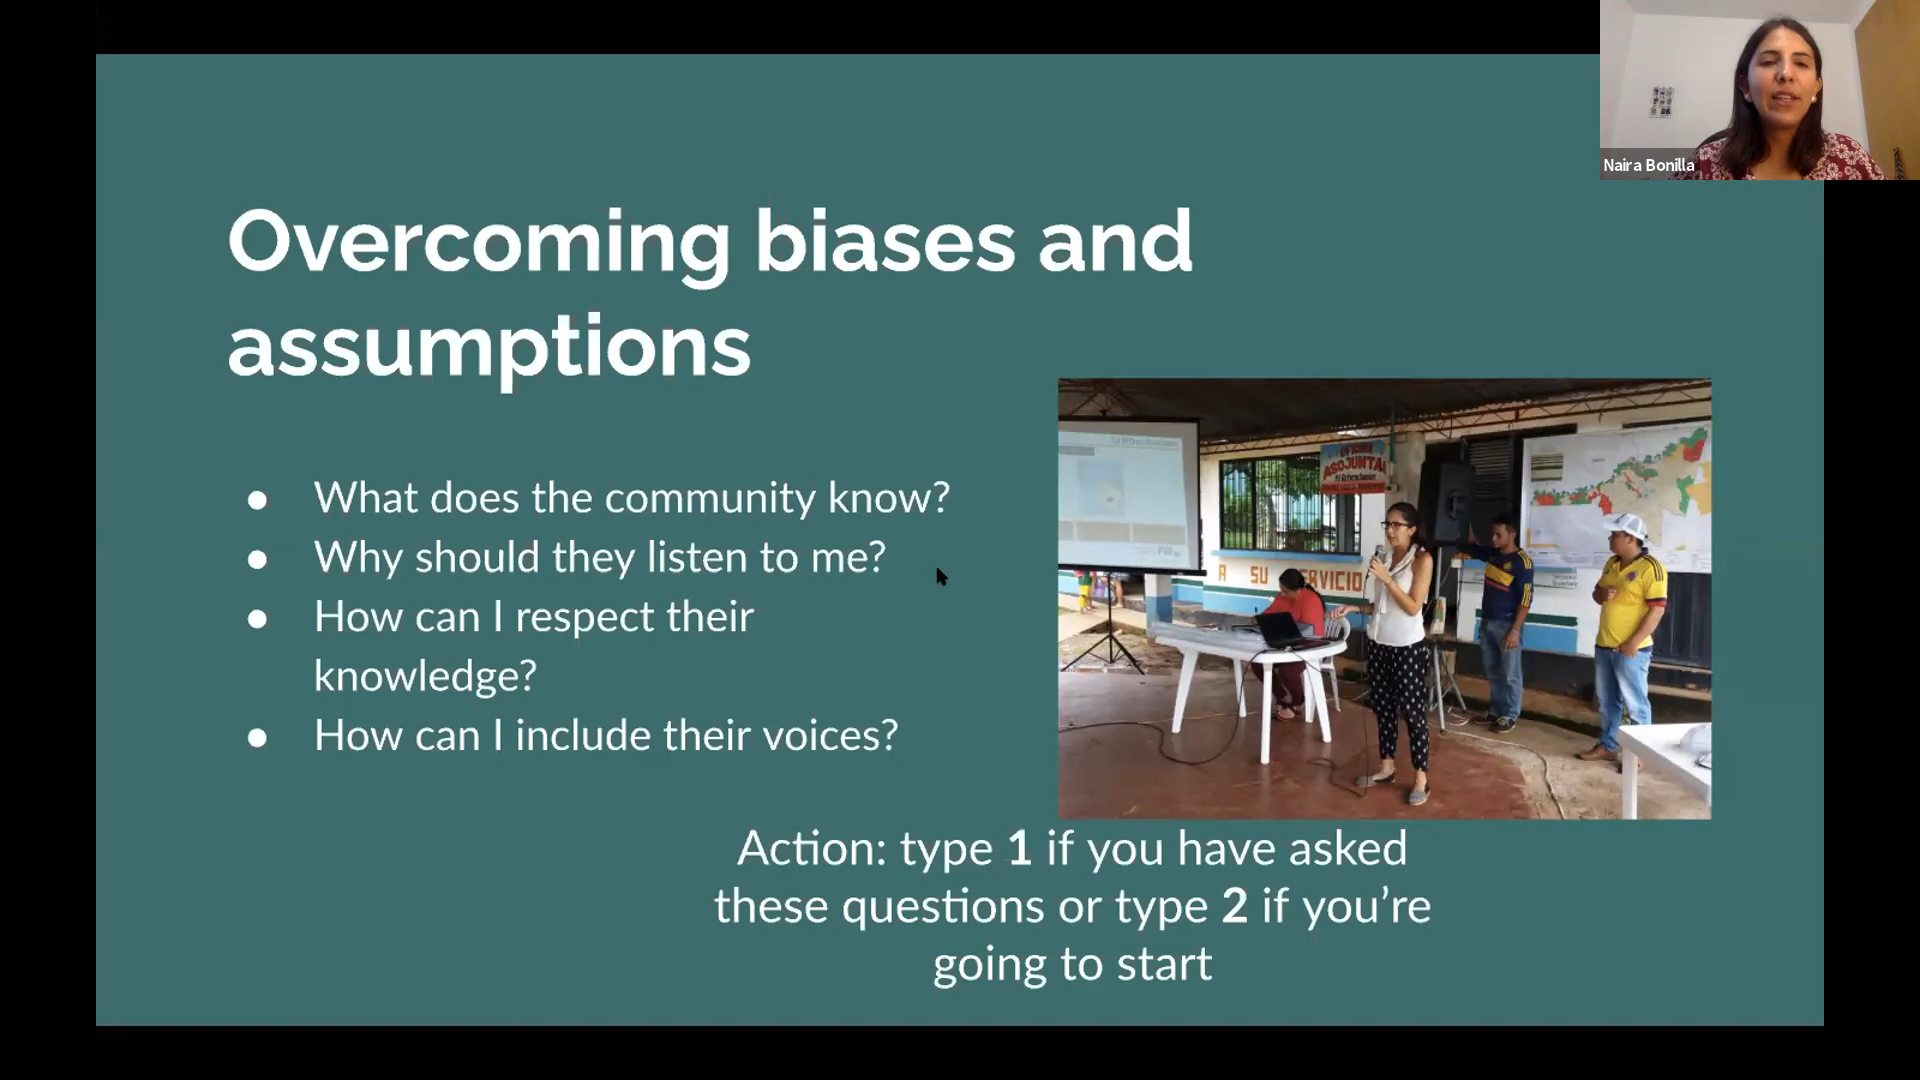 Naira Bonilla
Overcoming biases and
assumptions
● What does the community know?
● Why should they listen to me?
● How can I respect their
knowledge?
● How can I include their voices?
ASOJUNTAS
A SU SERVICIO
Action: type 1 if you have asked
these questions or type 2 if you’re
going to start